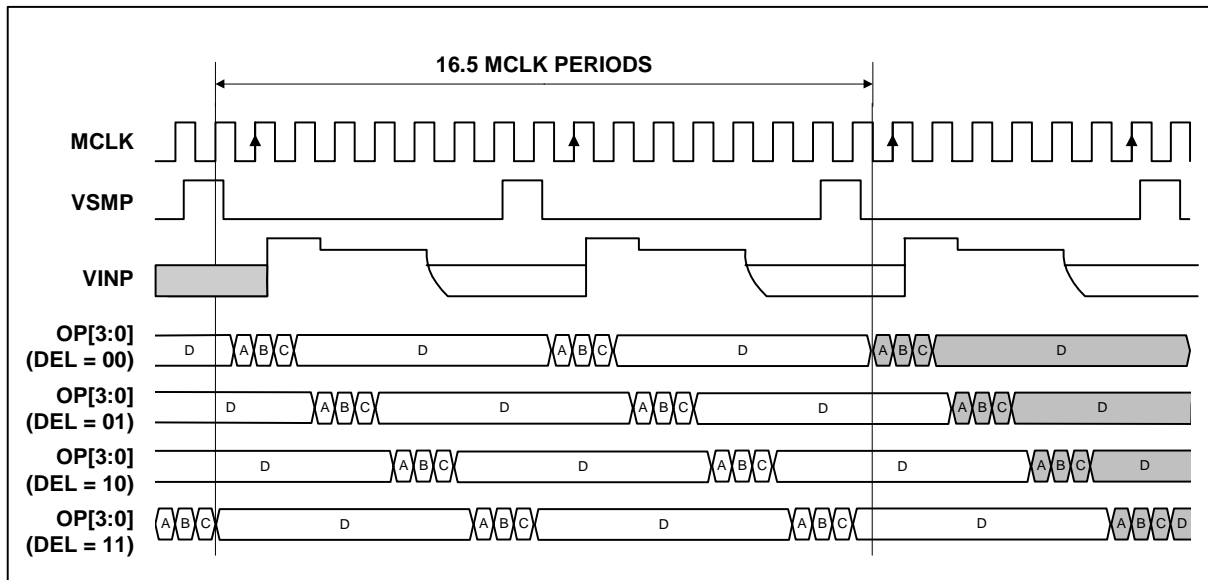 16.5 MCLK PERIODS
MCLK
VSMP
VINP
OP[3:0]
(DEL = 00)
D A B C D A B C D A B C D
OP[3:0]
(DEL = 01)
D A B C D A B C D A B C D
OP[3:0]
(DEL = 10)
D A B C D A B C D A B C D
OP[3:0]
(DEL = 11)
A B C D A B C D A B C D A B C D